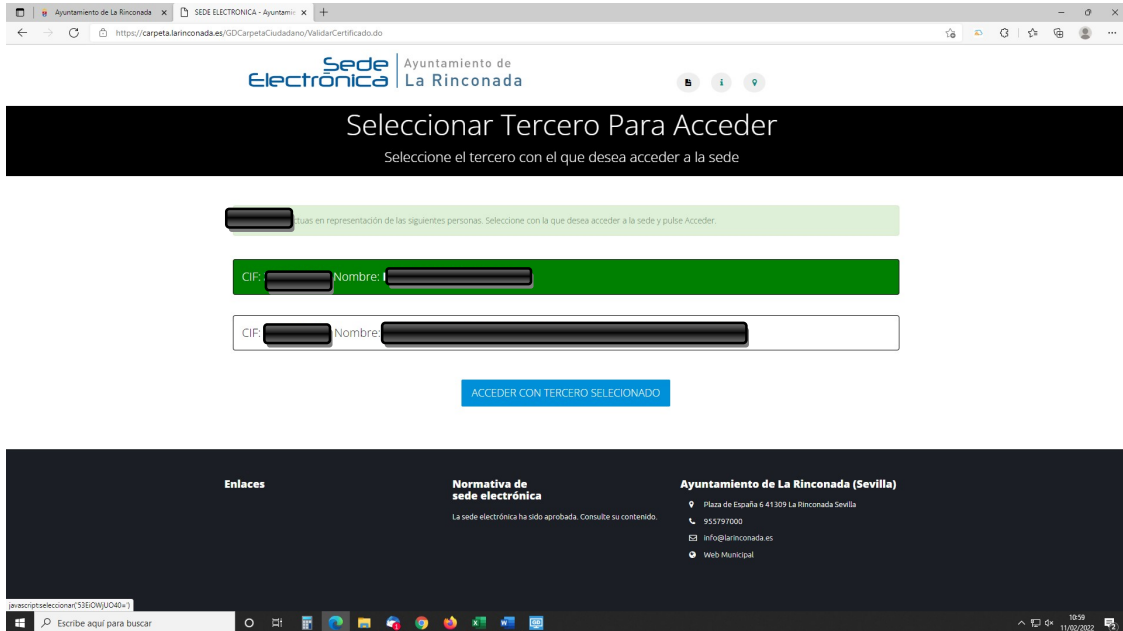 Ayuntamiento de La Rinconada
SEDE ELECTRONICA - Ayuntamie
https://carpeta.larinconada.es/GDCarpetaCiudadano/ValidarCertificado.do
Sede
Electrónica
Ayuntamiento de
La Rinconada
Seleccionar Tercero Para Acceder
Seleccione el tercero con el que desea acceder a la sede
ctuas en representación de las siguientes personas. Seleccione con la que desea acceder a la sede y pulse Acceder.
CIF: Nombre:
CIF: Nombre:
ACCEDER CON TERCERO SELECIONADO
Enlaces
Normativa de
sede electrónica
La sede electrónica ha sido aprobada. Consulte su contenido.
Ayuntamiento de La Rinconada (Sevilla)
Plaza de España 6 41309 La Rinconada Sevilla
955797000
info@larinconada.es
Web Municipal
javascript:seleccionar('53EiOWjUO40=')
Escribe aquí para buscar
10:59
11/02/2022